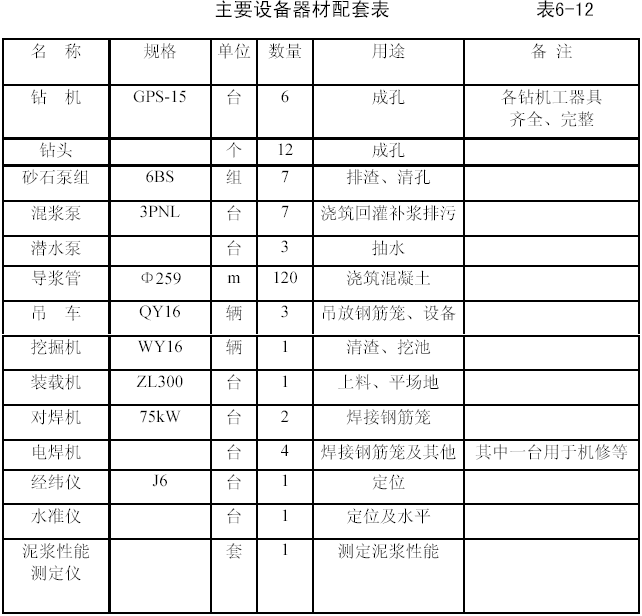 主要设备器材配套表 表6-12
名 称 规格 单位 数量 用途 备 注
钻 机 GPS-15 台 6 成孔 各钻机工器具
齐全、完整
钻头 个 12 成孔
砂石泵组 6BS 组 7 排渣、清孔
混浆泵 3PNL 台 7 浇筑回灌补浆排污
潜水泵 台 3 抽水
导浆管 Φ259 m 120 浇筑混凝土
吊 车 QY16 辆 3 吊放钢筋笼、设备
挖掘机 WY16 辆 1 清渣、挖池
装载机 ZL300 台 1 上料、平场地
对焊机 75kW 台 2 焊接钢筋笼
电焊机 台 4 焊接钢筋笼及其他 其中一台用于机修等
经纬仪 J6 台 1 定位
水准仪 台 1 定位及水平
泥浆性能 套 1 测定泥浆性能
测定仪